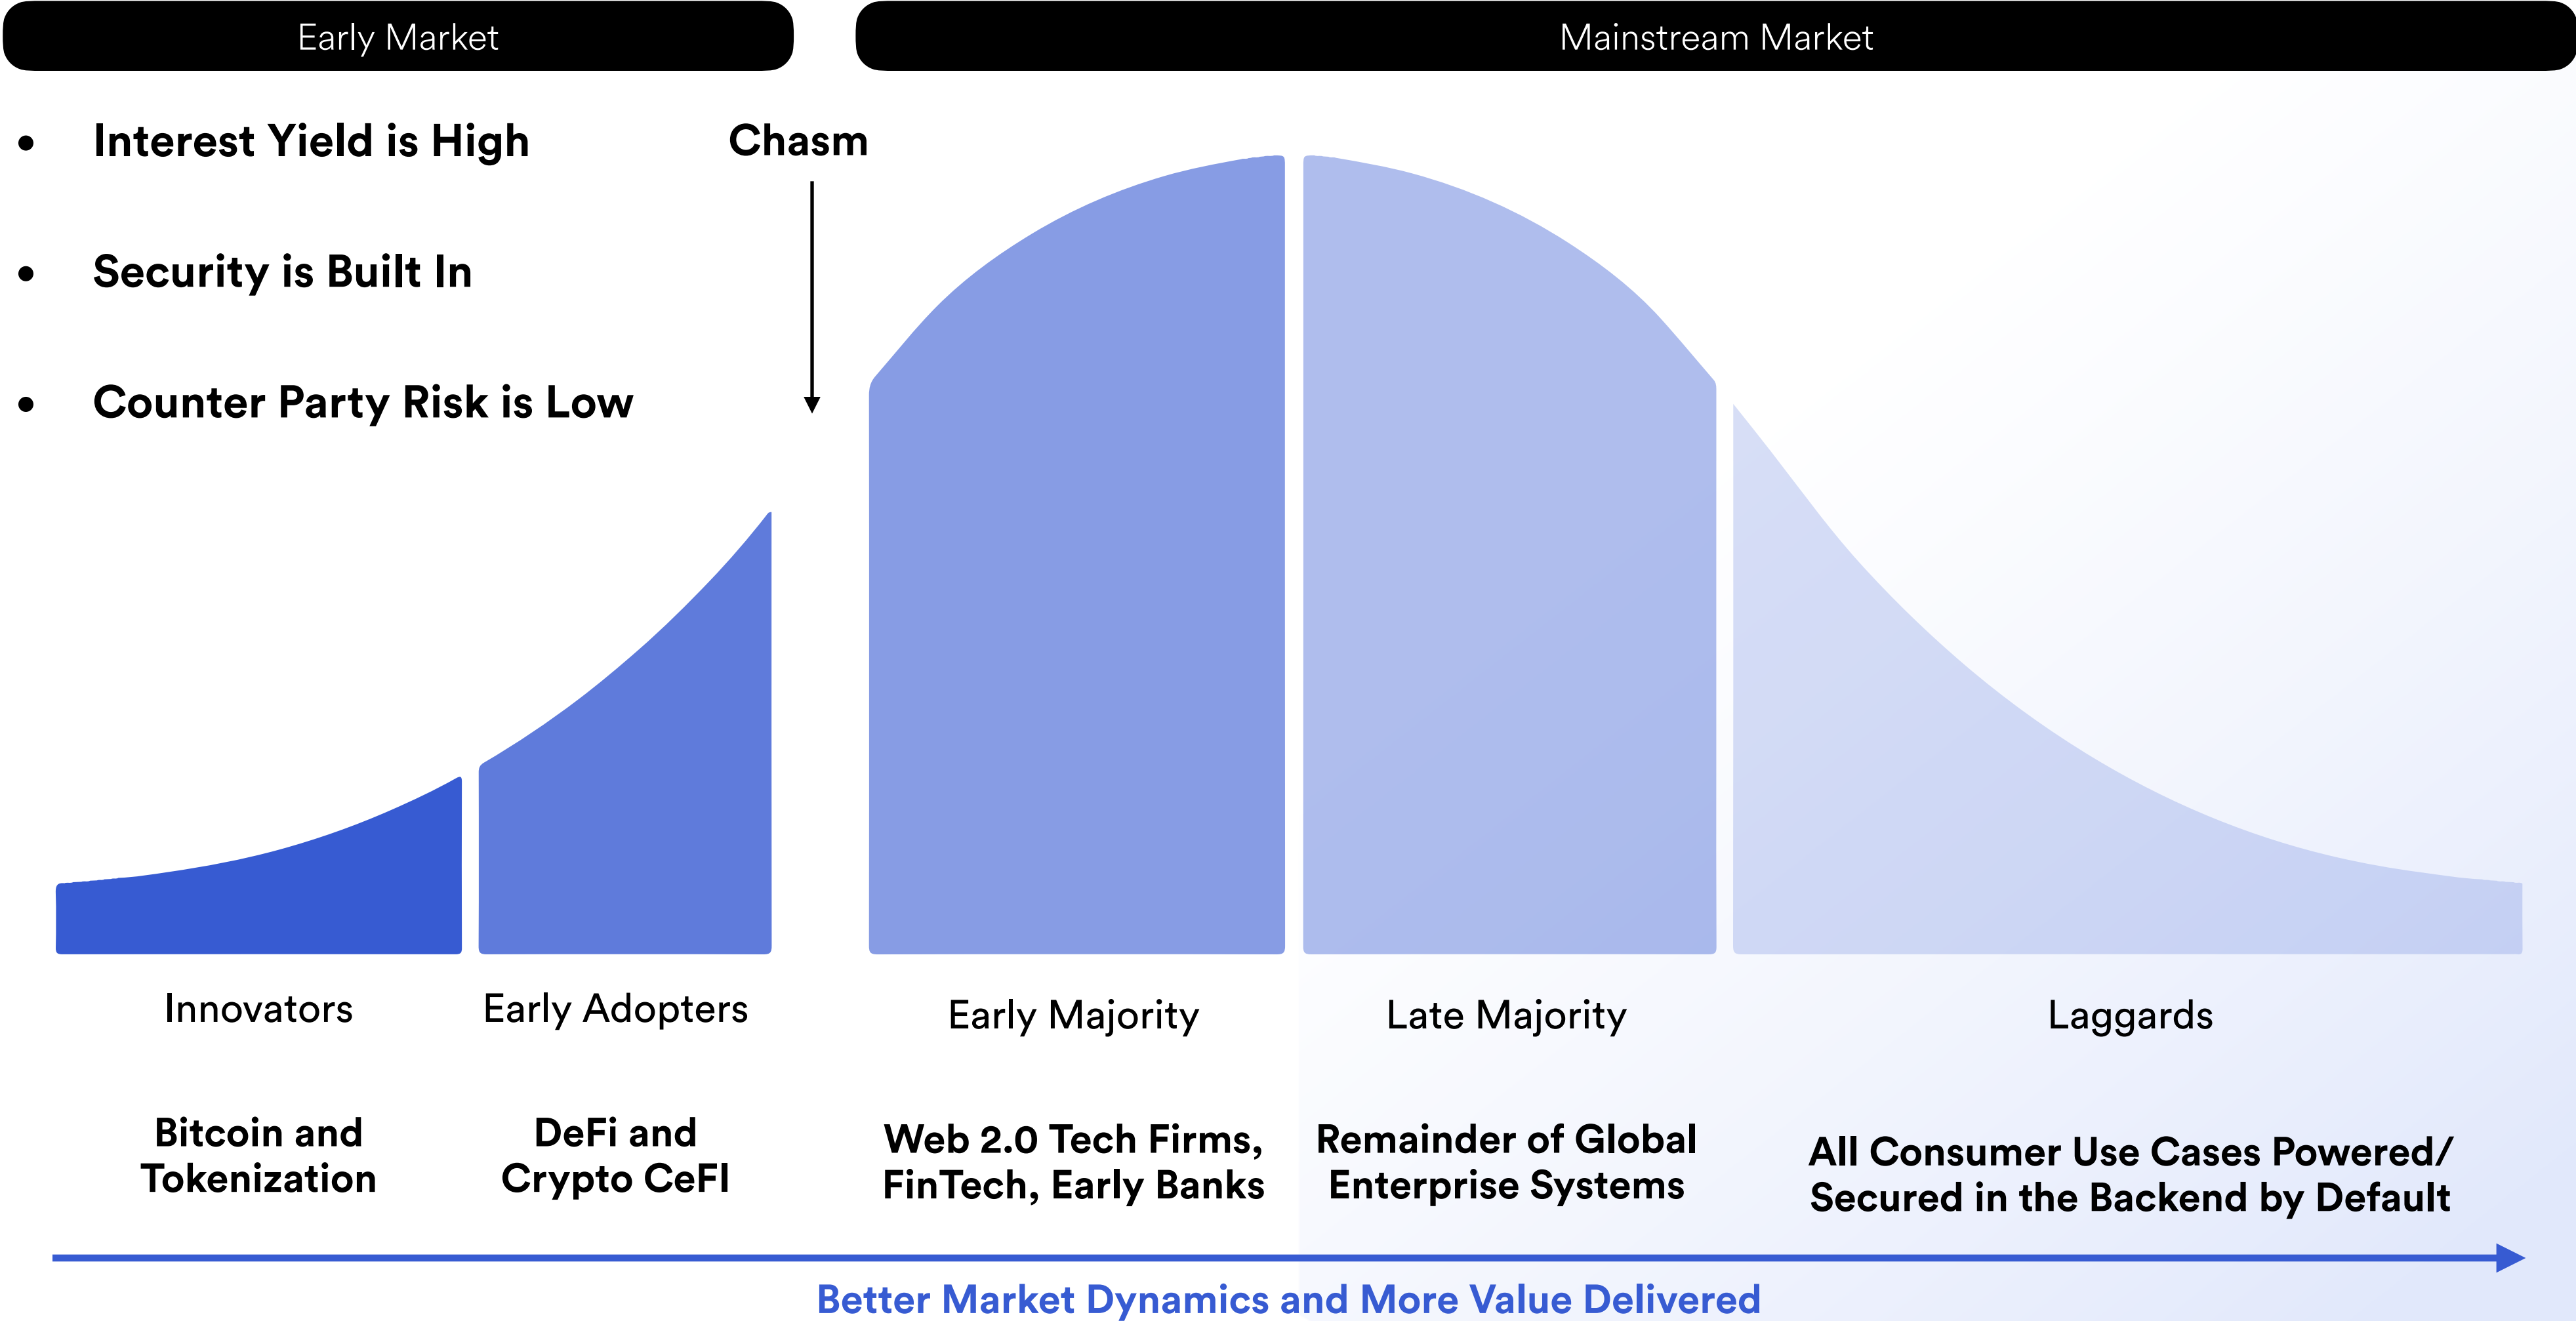 Early Market
Mainstream Market
• Interest Yield is High
• Security is Built In
• Counter Party Risk is Low
Chasm
Innovators
Early Adopters
Early Majority
Late Majority
Laggards
Bitcoin and
Tokenization
DeFi and
Crypto CeFI
Web 2.0 Tech Firms,
FinTech, Early Banks
Remainder of Global
Enterprise Systems
All Consumer Use Cases Powered/
Secured in the Backend by Default
Better Market Dynamics and More Value Delivered